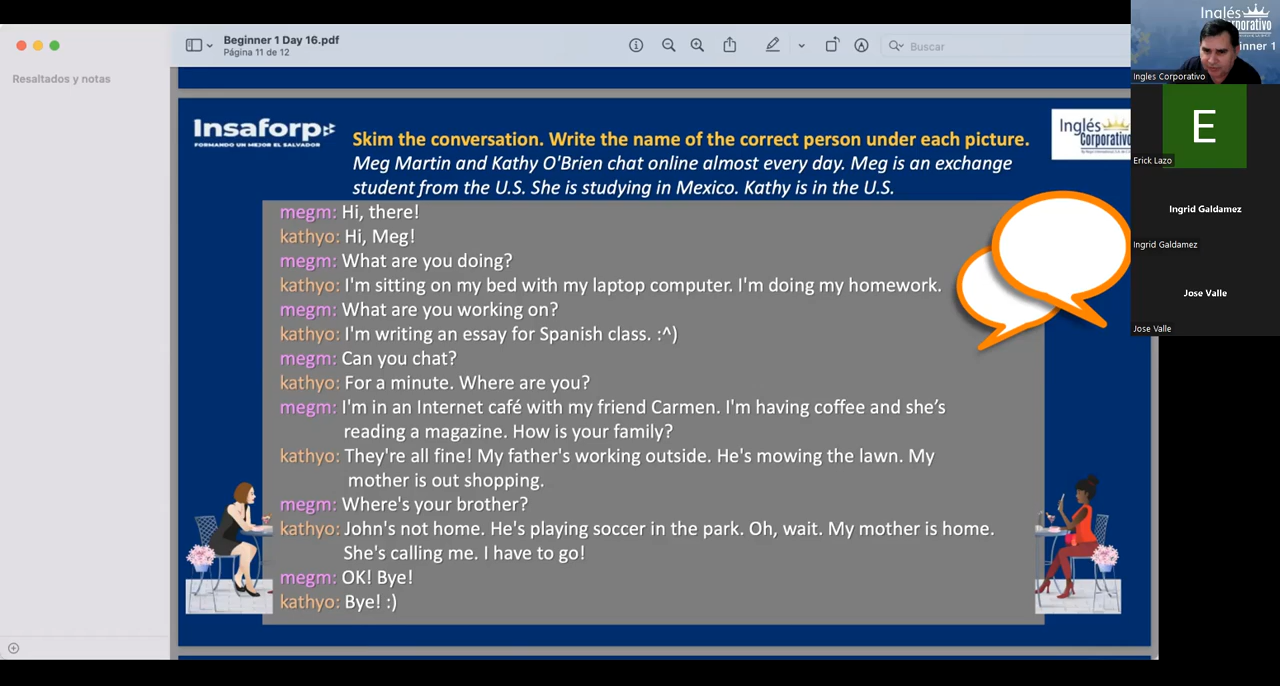 Beginner 1 Day 16.pdf
Página 11 de 12
Buscar
Resaltados y notas
Insaforp
FORMANDO UN MEJOR EL SALVADOR
Skim the conversation. Write the name of the correct person under each picture.
Meg Martin and Kathy O'Brien chat online almost every day. Meg is an exchange
student from the U.S. She is studying in Mexico. Kathy is in the U.S.
Inglés
Corporativo
megm: Hi, there!
kathyo: Hi, Meg!
megm: What are you doing?
kathyo: I'm sitting on my bed with my laptop computer. I'm doing my homework.
megm: What are you working on?
kathyo: I'm writing an essay for Spanish class. :^)
megm: Can you chat?
kathyo: For a minute. Where are you?
megm: I'm in an Internet café with my friend Carmen. I'm having coffee and she's
reading a magazine. How is your family?
kathyo: They're all fine! My father's working outside. He's mowing the lawn. My
mother is out shopping.
megm: Where's your brother?
kathyo: John's not home. He's playing soccer in the park. Oh, wait. My mother is home.
She's calling me. I have to go!
megm: OK! Bye!
kathyo: Bye! :)
Inglés
Ingles Corporativo
E
Erick Lazo
Ingrid Galdamez
Ingrid Galdamez
Jose Valle
Jose Valle